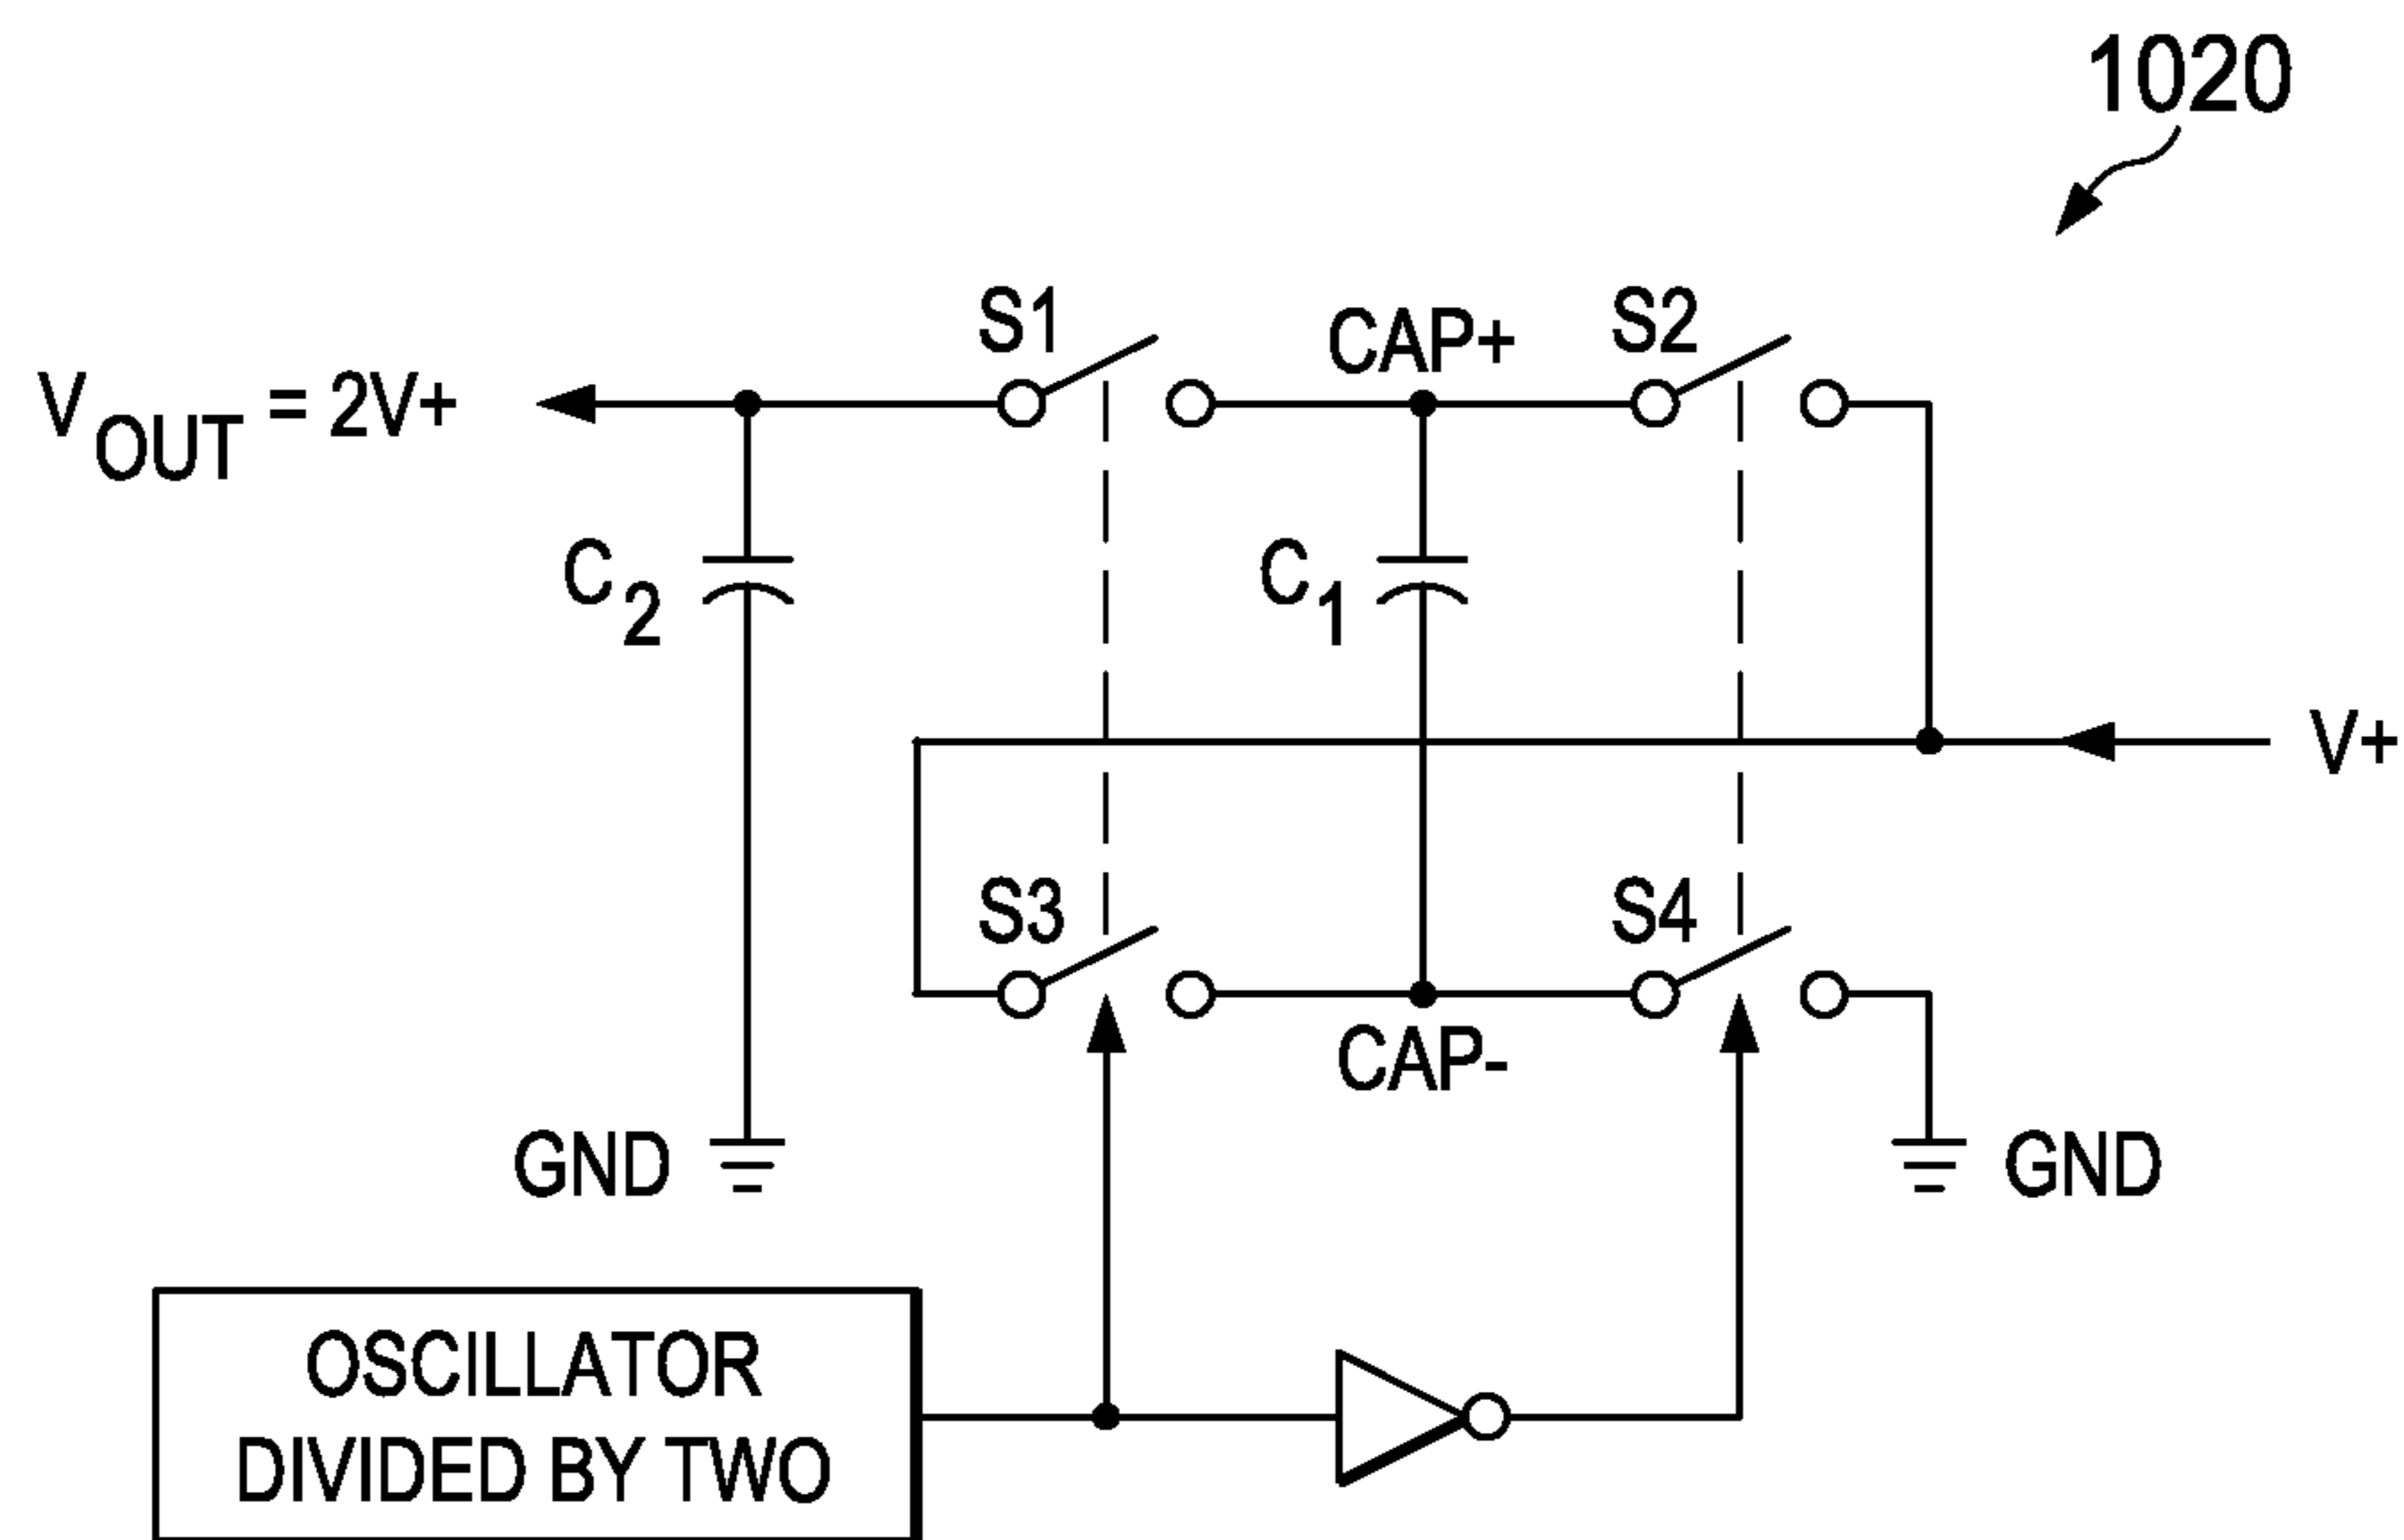 1020
S1
CAP+
S2
VOUT = 2V+
C2
C1
V+
S3
S4
CAP-
GND
GND
OSCILLATOR
DIVIDED BY TWO